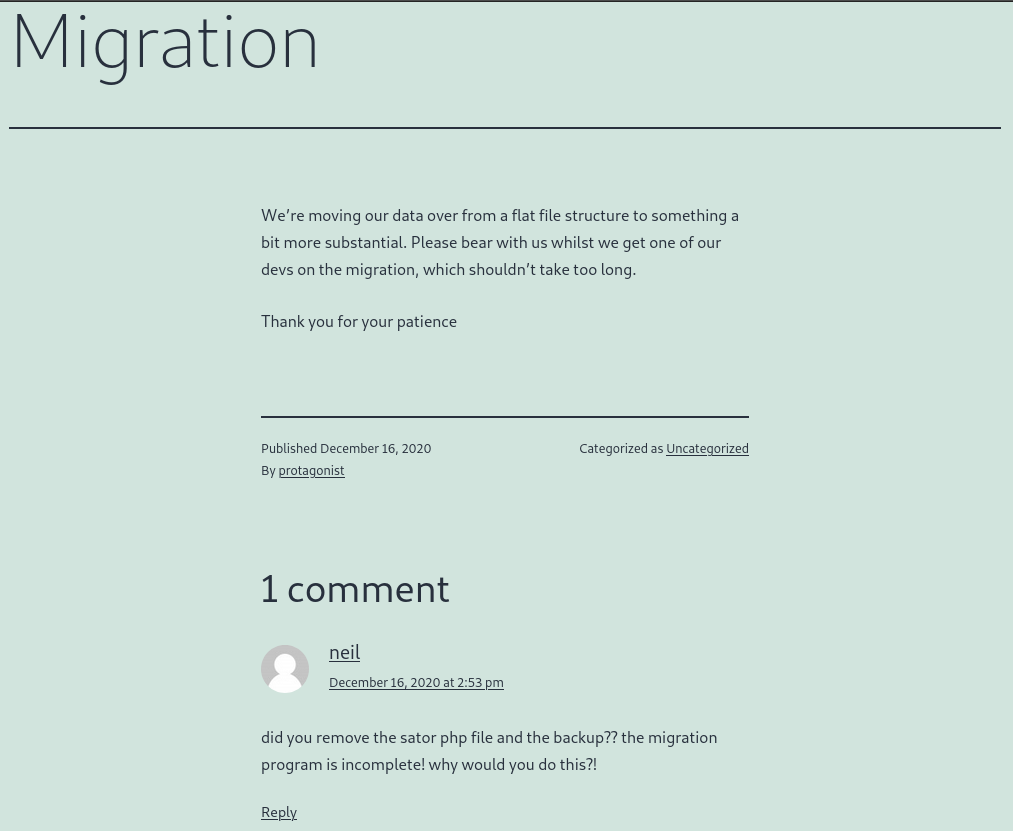 Migration
We’re moving our data over from a flat file structure to something a
bit more substantial. Please bear with us whilst we get one of our
devs on the migration, which shouldn’t take too long.
Thank you for your patience
Published December 16, 2020
Categorized as Uncategorized
By protagonist
1 comment
neil
December 16, 2020 at 2:53 pm
did you remove the sator php file and the backup?? the migration
program is incomplete! why would you do this?!
Reply